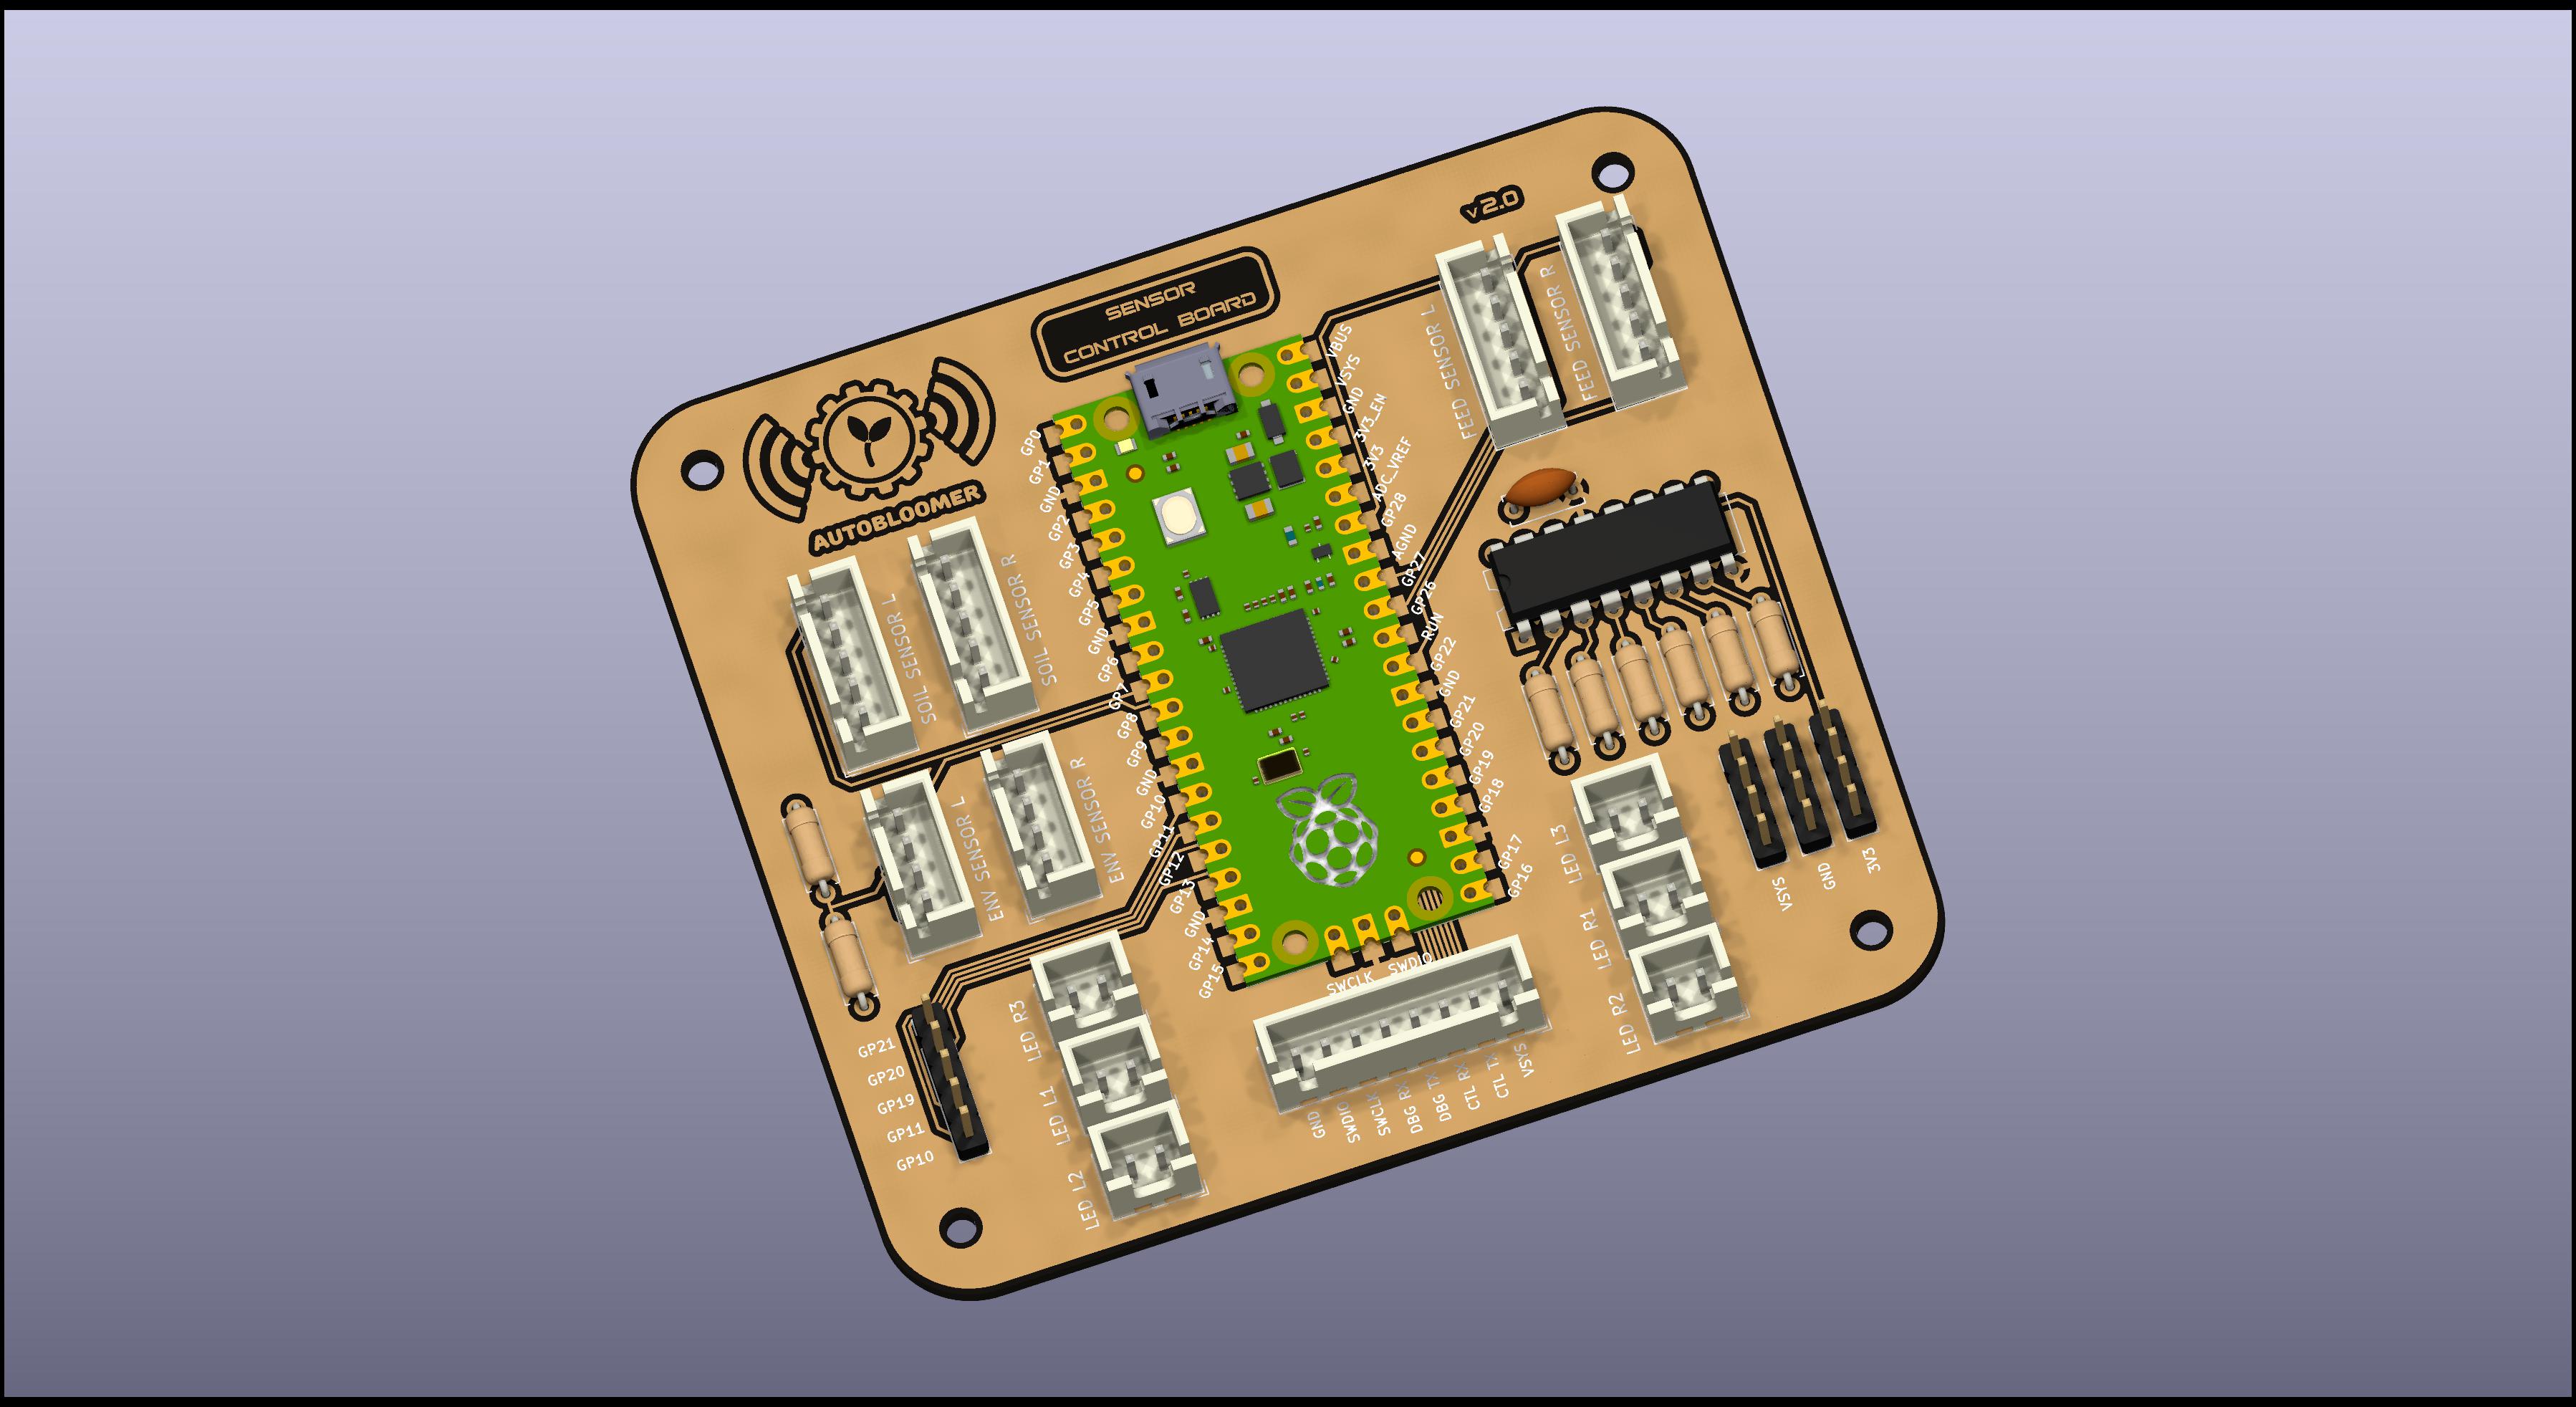 v2.0
SENSOR
CONTROL BOARD
AUTOBLOOMER
FEED SENSOR L
FEED SENSOR R
SOIL SENSOR L
SOIL SENSOR R
ENV SENSOR L
ENV SENSOR R
GP0
GP1
GND
GP2
GP3
GP4
GP5
GND
GP6
GP7
GP8
GP9
GND
GP10
GP11
GP12
GP13
GND
GP14
GP15
VBUS
VSYS
GND
3V3_EN
3V3
ADC_VREF
GP28
AGND
GP27
GP26
RUN
GP22
GND
GP21
GP20
GP19
GP18
GP17
GP16
SWCLK
SWDIO
LED L3
LED R1
LED R2
VSYS
GND
3V3
LED R3
LED L1
LED L2
GP21
GP20
GP19
GP11
GP10
GND
SWDIO
SWCLK
DBG RX
DBG TX
CTL RX
CTL TX
VSYS